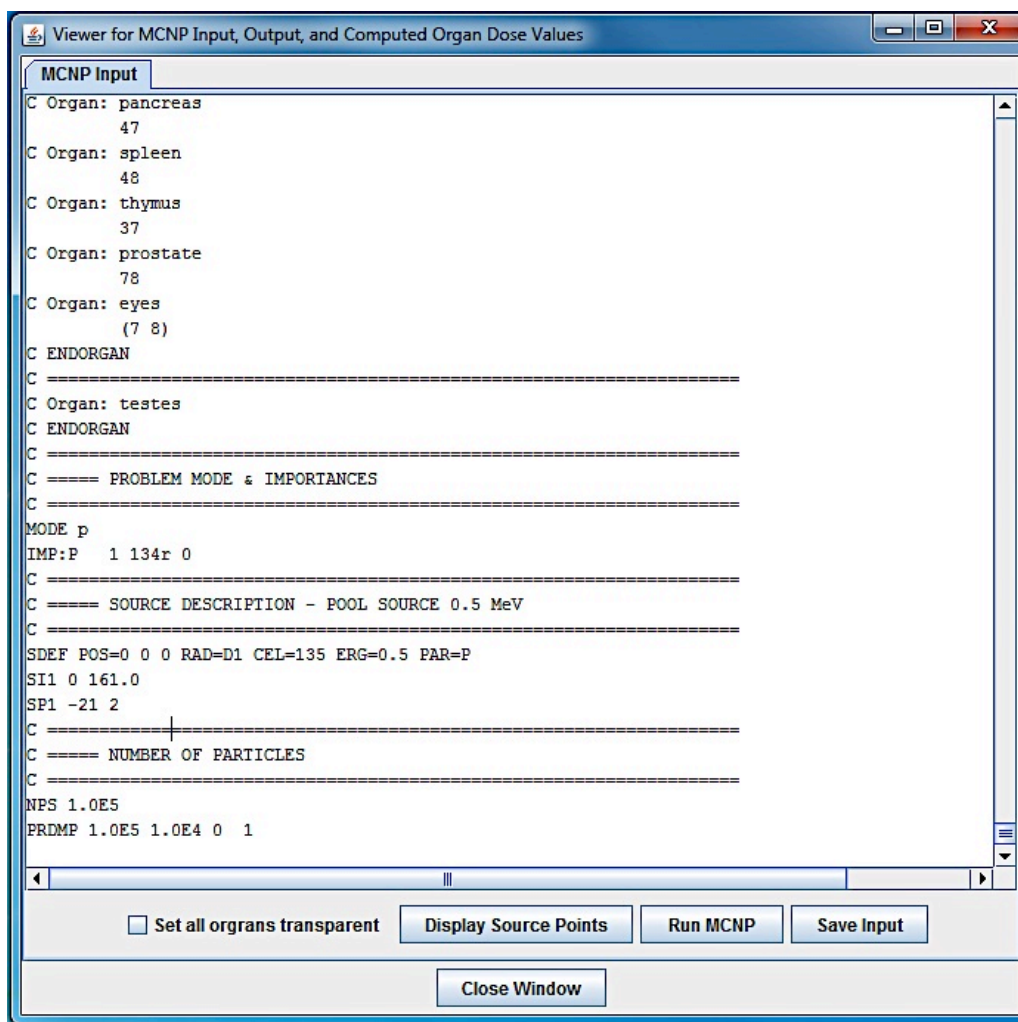 Viewer for MCNP Input, Output, and Computed Organ Dose Values
MCNP Input
C Organ: pancreas
47
C Organ: spleen
48
C Organ: thymus
37
C Organ: prostate
78
C Organ: eyes
(7 8)
C ENDORGAN
C ==================================================================
C Organ: testes
C ENDORGAN
C ==================================================================
C ===== PROBLEM MODE & IMPORTANCES
C ==================================================================
MODE p
IMP:P 1 134r 0
C ==================================================================
C ===== SOURCE DESCRIPTION - POOL SOURCE 0.5 MeV
C ==================================================================
SDEF POS=0 0 0 RAD=D1 CEL=135 ERG=0.5 PAR=P
SI1 0 161.0
SP1 -21 2
C ==================================================================
C ===== NUMBER OF PARTICLES
C ==================================================================
NPS 1.0E5
PRDMP 1.0E5 1.0E4 0 1
Set all orgrans transparent
Display Source Points
Run MCNP
Save Input
Close Window